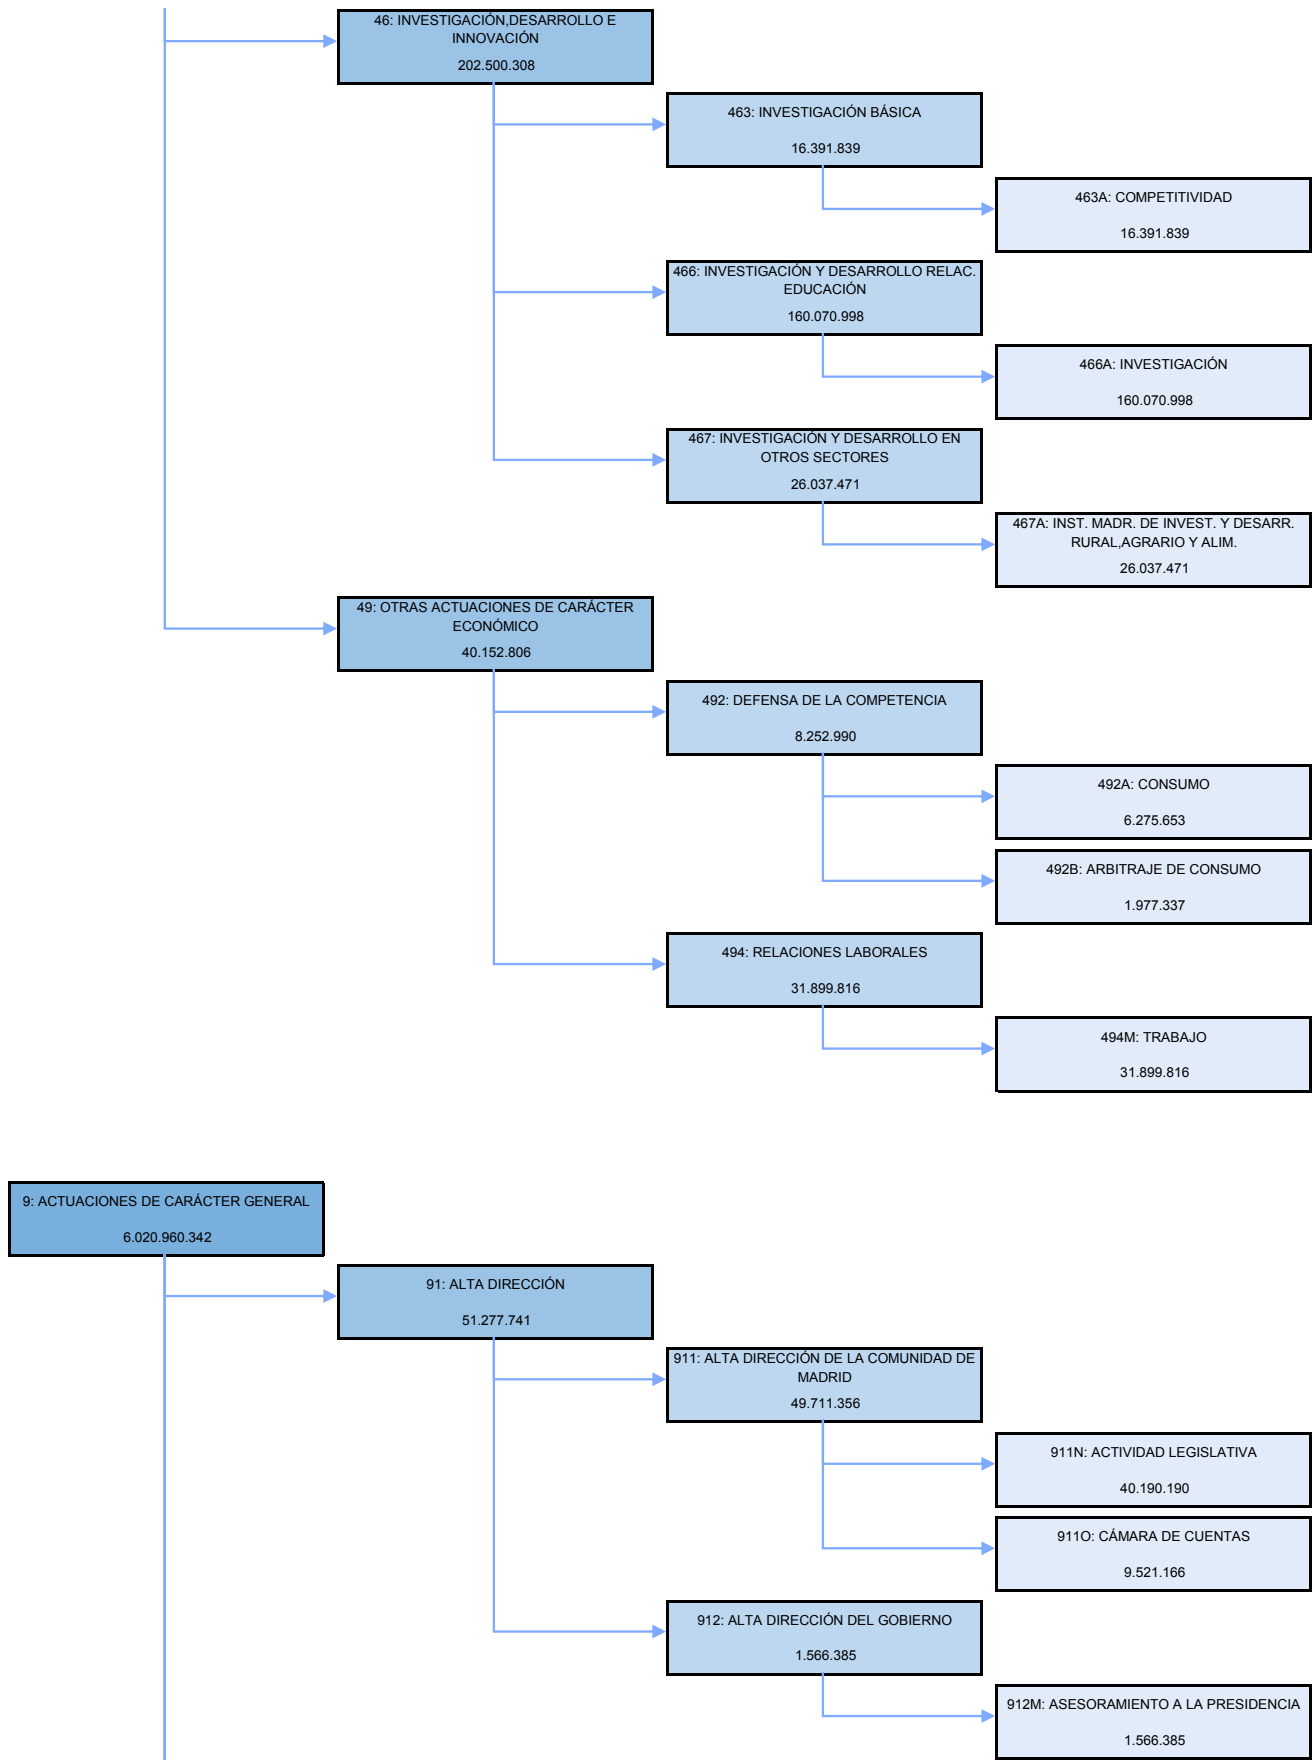 46: INVESTIGACIÓN,DESARROLLO E
INNOVACIÓN
202.500.308
463: INVESTIGACIÓN BÁSICA
16.391.839
463A: COMPETITIVIDAD
16.391.839
466: INVESTIGACIÓN Y DESARROLLO RELAC.
EDUCACIÓN
160.070.998
466A: INVESTIGACIÓN
160.070.998
467: INVESTIGACIÓN Y DESARROLLO EN
OTROS SECTORES
26.037.471
467A: INST. MADR. DE INVEST. Y DESARR.
RURAL,AGRARIO Y ALIM.
26.037.471
49: OTRAS ACTUACIONES DE CARÁCTER
ECONÓMICO
40.152.806
492: DEFENSA DE LA COMPETENCIA
8.252.990
492A: CONSUMO
6.275.653
492B: ARBITRAJE DE CONSUMO
1.977.337
494: RELACIONES LABORALES
31.899.816
494M: TRABAJO
31.899.816
9: ACTUACIONES DE CARÁCTER GENERAL
6.020.960.342
91: ALTA DIRECCIÓN
51.277.741
911: ALTA DIRECCIÓN DE LA COMUNIDAD DE
MADRID
49.711.356
911N: ACTIVIDAD LEGISLATIVA
40.190.190
911O: CÁMARA DE CUENTAS
9.521.166
912: ALTA DIRECCIÓN DEL GOBIERNO
1.566.385
912M: ASESORAMIENTO A LA PRESIDENCIA
1.566.385